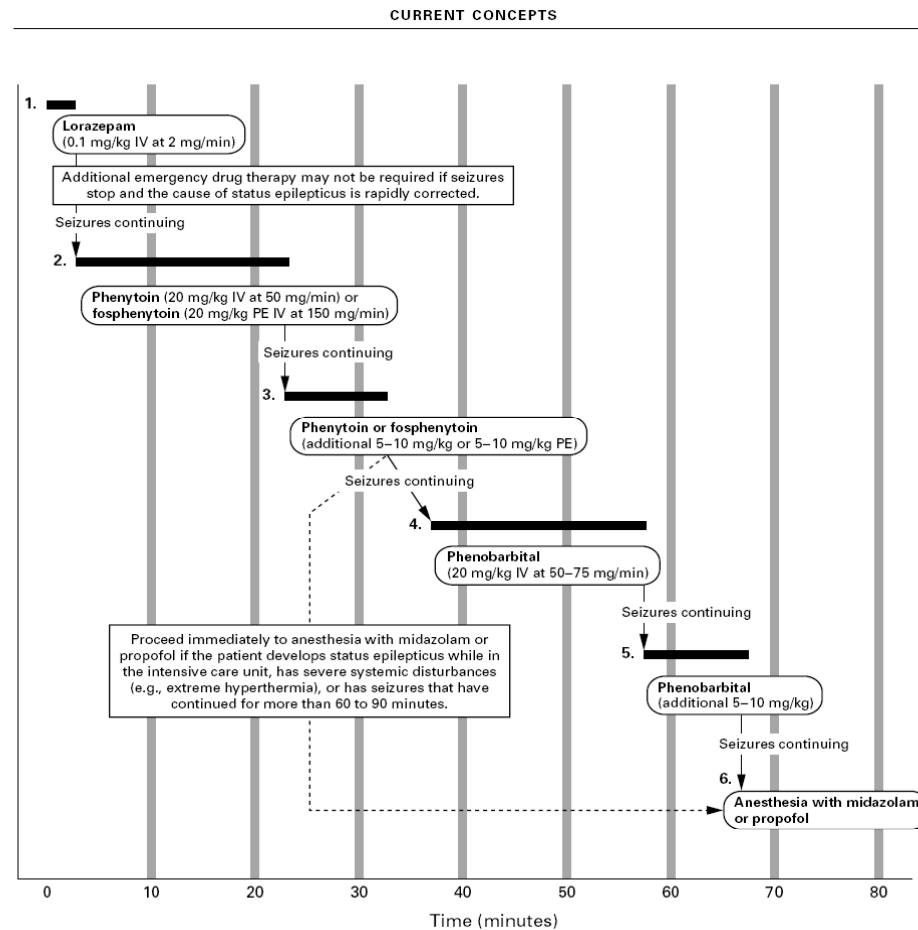 CURRENT CONCEPTS
1.
Lorazepam
(0.1 mg/kg IV at 2 mg/min)
Additional emergency drug therapy may not be required if seizures
stop and the cause of status epilepticus is rapidly corrected.
Seizures continuing
2.
Phenytoin (20 mg/kg IV at 50 mg/min) or
fosphenytoin (20 mg/kg PE IV at 150 mg/min)
Seizures continuing
3.
Phenytoin or fosphenytoin
(additional 5–10 mg/kg or 5–10 mg/kg PE)
Seizures continuing
4.
Phenobarbital
(20 mg/kg IV at 50–75 mg/min)
Seizures continuing
Proceed immediately to anesthesia with midazolam or
propofol if the patient develops status epilepticus while in
the intensive care unit, has severe systemic disturbances
(e.g., extreme hyperthermia), or has seizures that have
continued for more than 60 to 90 minutes.
5.
Phenobarbital
(additional 5–10 mg/kg)
Seizures continuing
6.
Anesthesia with midazolam
or propofol
0 10 20 30 40 50 60 70 80
Time (minutes)